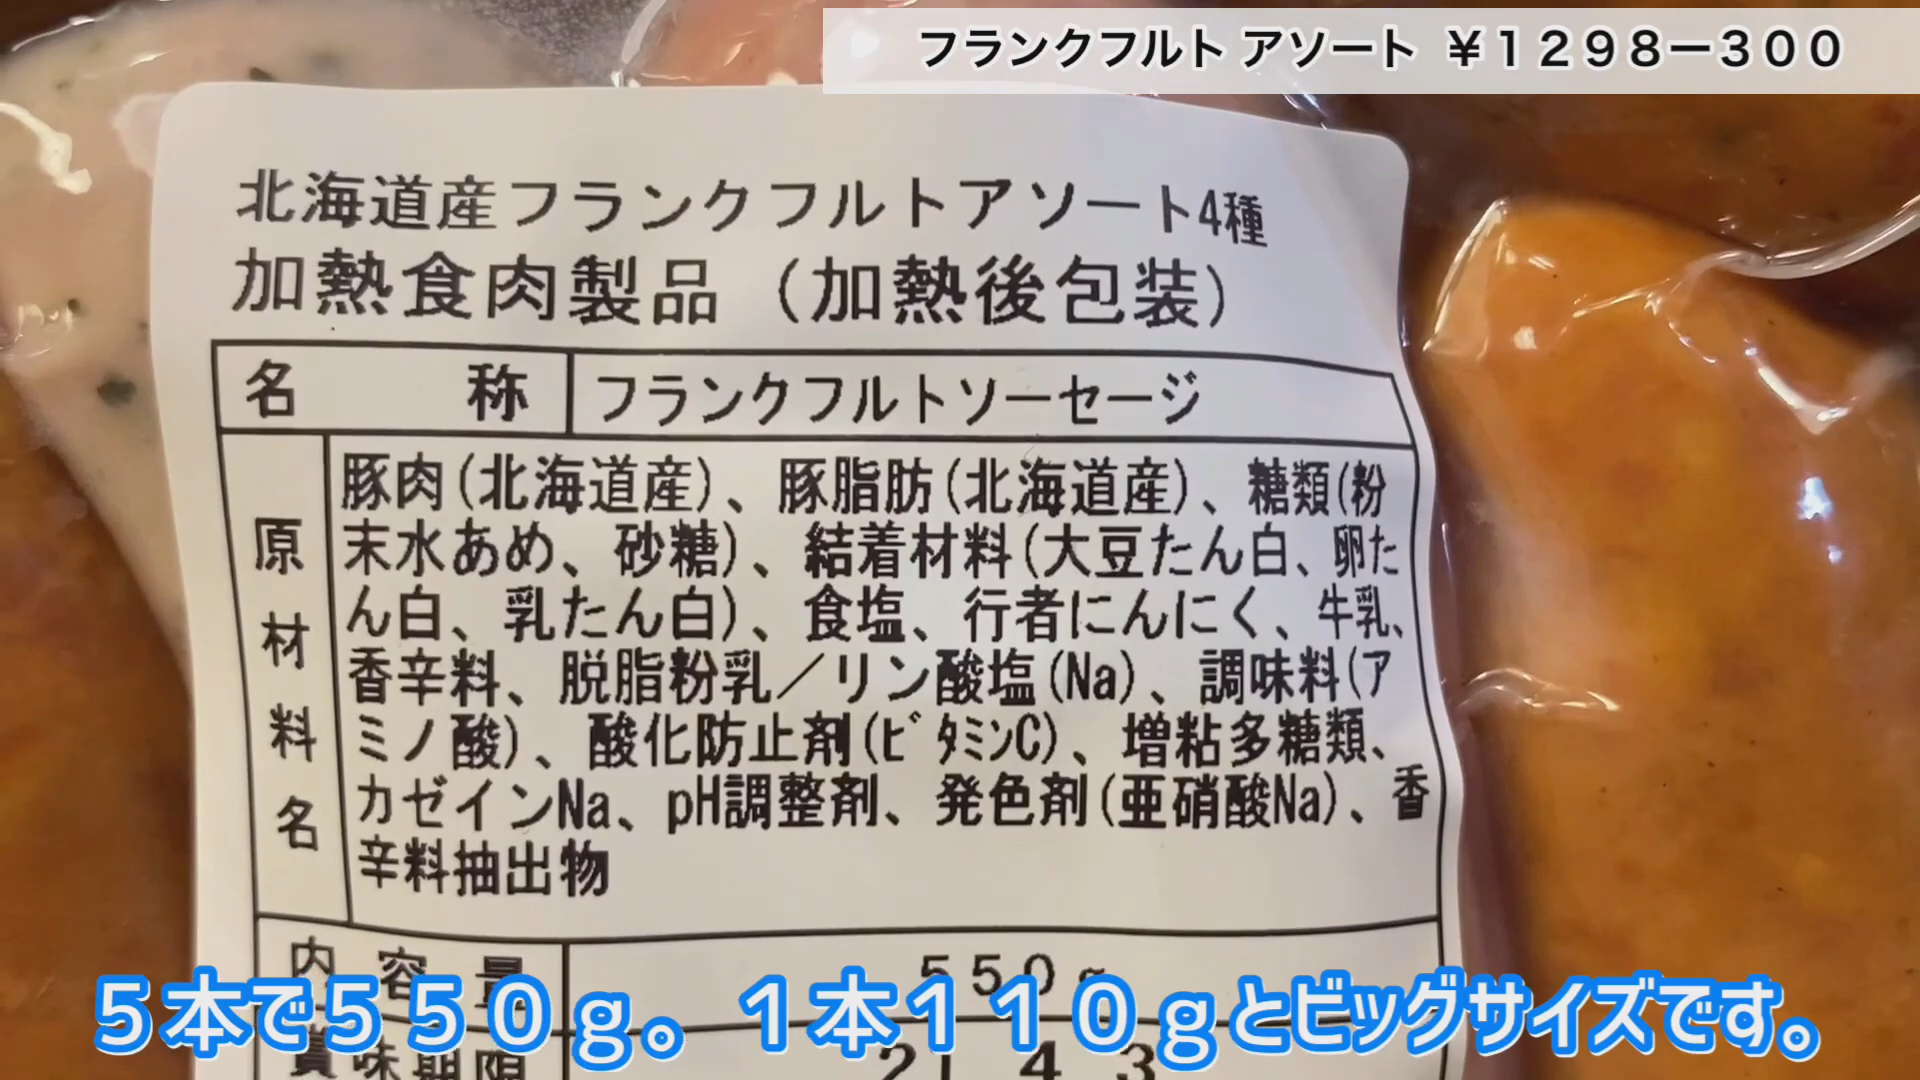 フランクフルト アソート ￥１２９８ー３００
北海道産フランクフルトアソート4種
加熱食肉製品（加熱後包装）
名称 フランクフルトソーセージ
原材料名
豚肉(北海道産)、豚脂肪(北海道産)、糖類(粉
末水あめ、砂糖)、結着材料(大豆たん白、卵た
ん白、乳たん白)、食塩、行者にんにく、牛乳、
香辛料、脱脂粉乳／リン酸塩(Na)、調味料(ア
ミノ酸)、酸化防止剤(ﾋﾞﾀﾐﾝC)、増粘多糖類、
カゼインNa、pH調整剤、発色剤(亜硝酸Na)、香
辛料抽出物
内容量 ５５０ｇ
賞味期限 21 4 3
５本で５５０ｇ。１本１１０ｇとビッグサイズです。